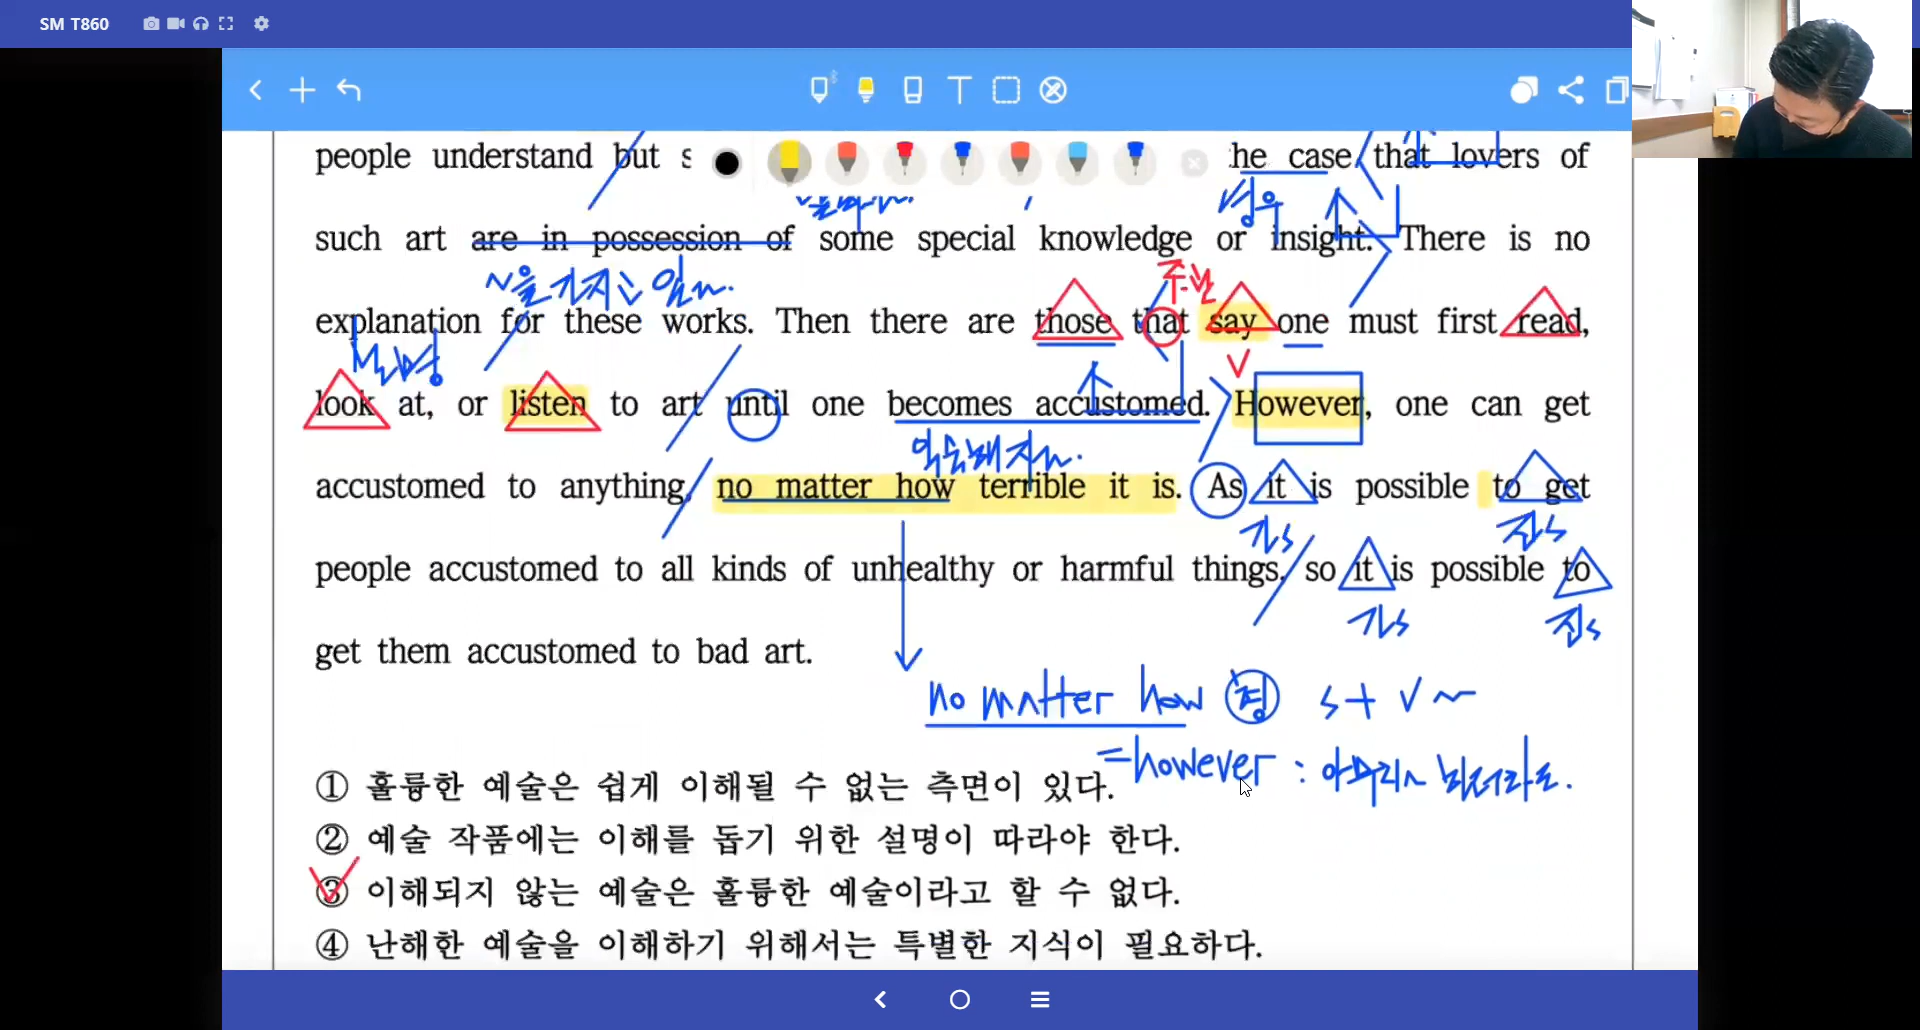 SM T860
people understand but s he case that lovers of
경우
such art are in possession of some special knowledge or insight. There is no
~을 가지는 일~.
주.날
explanation for these works. Then there are those that say one must first read,
설명
look at, or listen to art until one becomes accustomed. However, one can get
익숙해지~.
accustomed to anything, no matter how terrible it is. As it is possible to get
가s 진s
people accustomed to all kinds of unhealthy or harmful things, so it is possible to
가s 진s
get them accustomed to bad art.
no matter how 형 s + v ~
= however : 아무리~ 할지라도.
① 훌륭한 예술은 쉽게 이해될 수 없는 측면이 있다.
② 예술 작품에는 이해를 돕기 위한 설명이 따라야 한다.
③ 이해되지 않는 예술은 훌륭한 예술이라고 할 수 없다.
④ 난해한 예술을 이해하기 위해서는 특별한 지식이 필요하다.